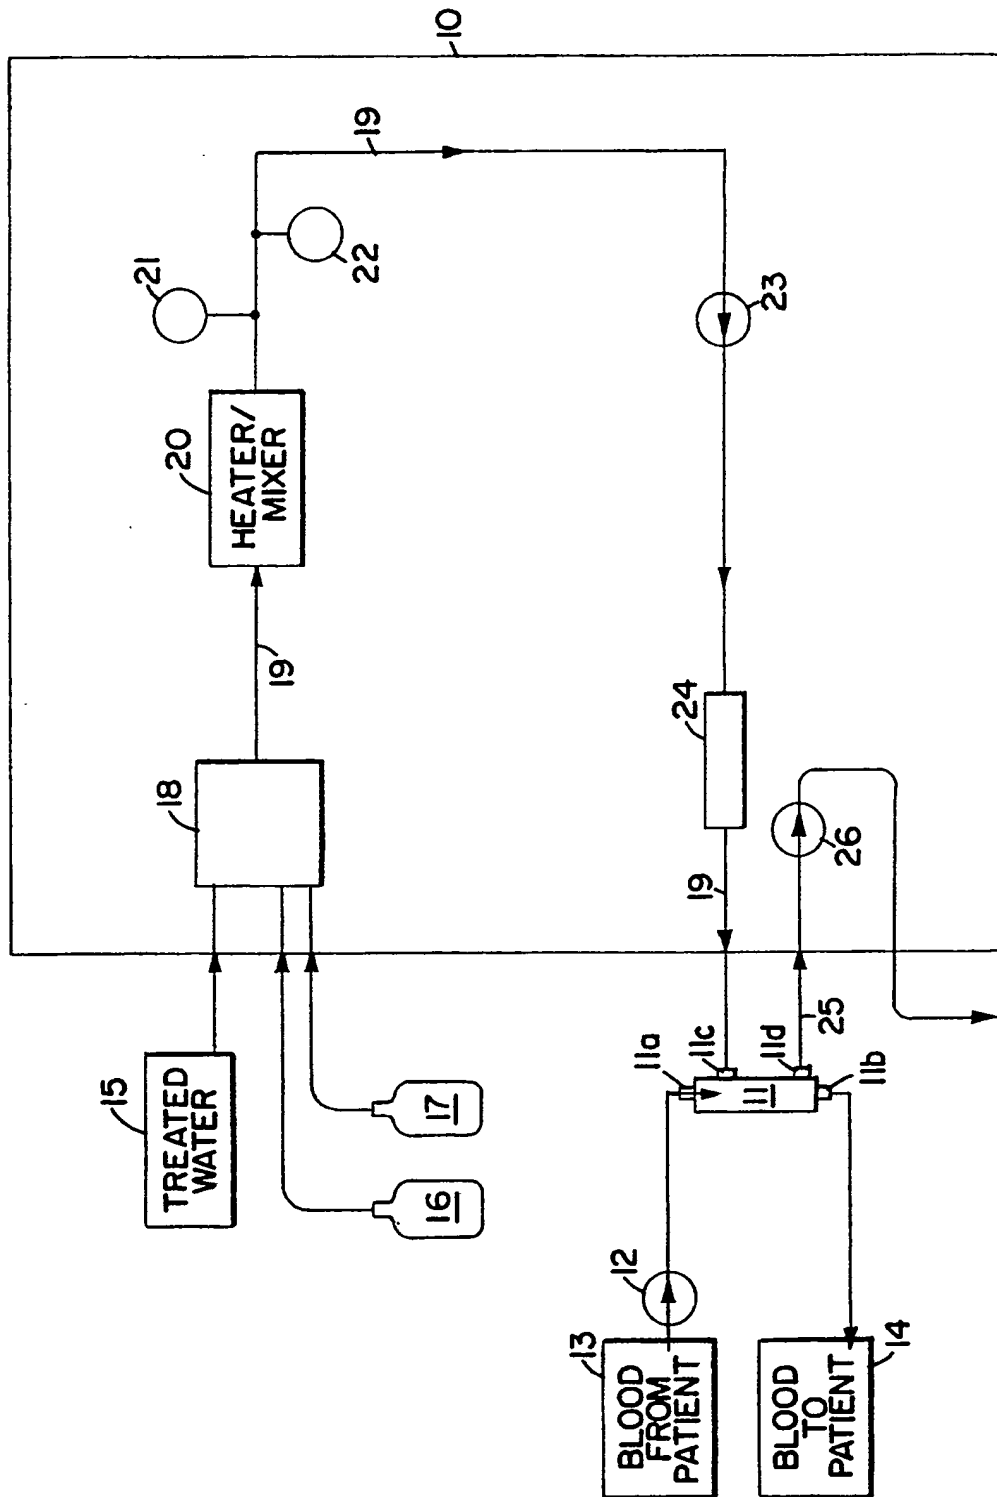 10
19
21
22
23
20
HEATER/
MIXER
19
18
24
19
26
15
TREATED
WATER
17
16
11a
11c
11d
11b
11
25
12
13
BLOOD
FROM
PATIENT
14
BLOOD
TO
PATIENT